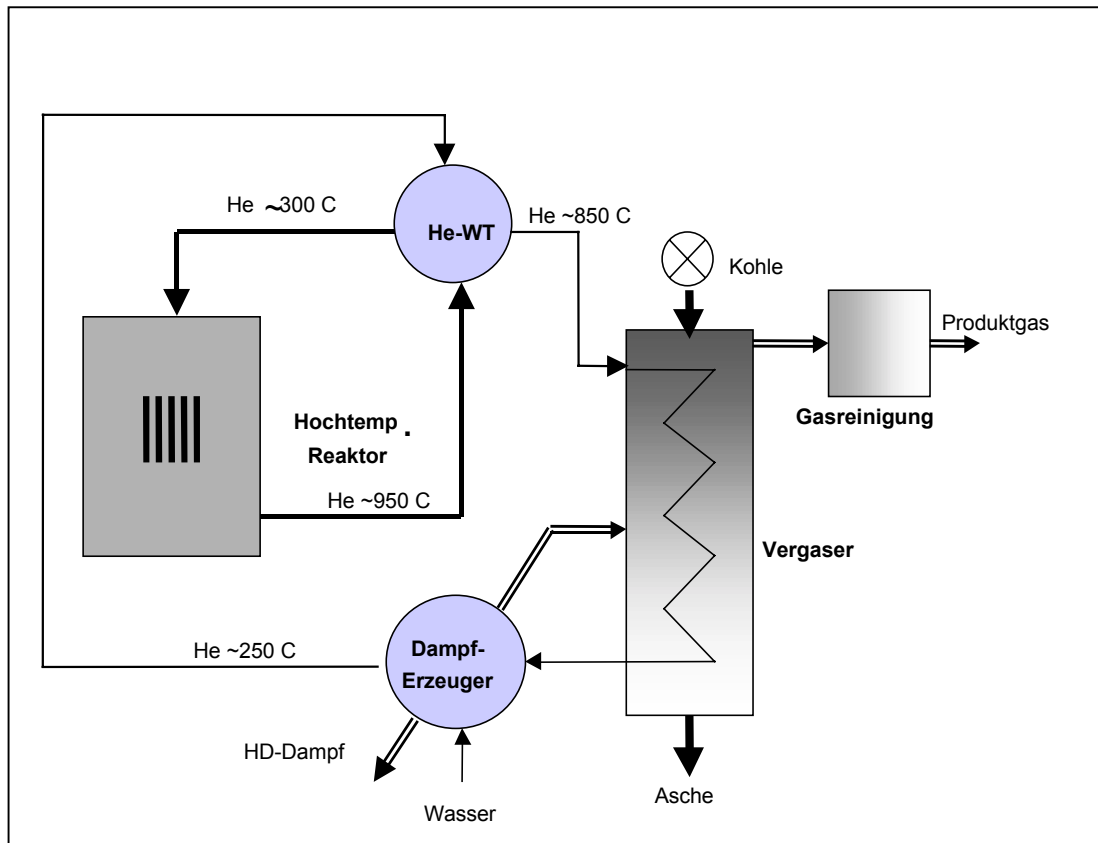 He ~300 C
He ~850 C
He-WT
Kohle
Produktgas
Hochtemp.
Reaktor
Gasreinigung
He ~950 C
Vergaser
He ~250 C
Dampf-
Erzeuger
HD-Dampf
Wasser
Asche